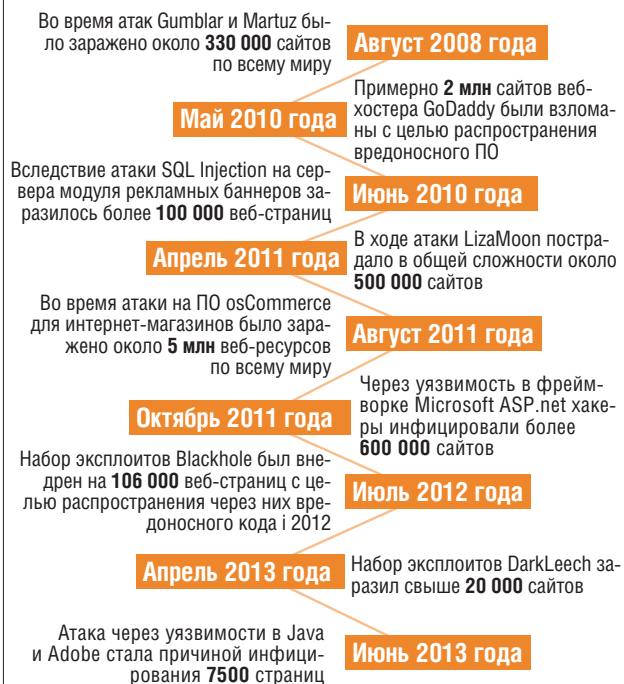 Во время атак Gumblar и Martuz бы-
ло заражено около 330 000 сайтов
по всему миру
Август 2008 года
Май 2010 года
Примерно 2 млн сайтов веб-
хостера GoDaddy были взлома-
ны с целью распространения
вредоносного ПО
Вследствие атаки SQL Injection на сер-
вера модуля рекламных баннеров за-
разилось более 100 000 веб-страниц
Июнь 2010 года
Апрель 2011 года
В ходе атаки LizaMoon постра-
дало в общей сложности около
500 000 сайтов
Во время атаки на ПО osCommerce
для интернет-магазинов было зара-
жено около 5 млн веб-ресурсов
по всему миру
Август 2011 года
Октябрь 2011 года
Через уязвимость в фрейм-
ворке Microsoft ASP.net хаке-
ры инфицировали более
600 000 сайтов
Набор эксплоитов Blackhole был вне-
дрен на 106 000 веб-страниц с це-
лью распространения через них вре-
доносного кода i 2012
Июль 2012 года
Апрель 2013 года
Набор эксплоитов DarkLeech за-
разил свыше 20 000 сайтов
Атака через уязвимости в Java
и Adobe стала причиной инфици-
рования 7500 страниц
Июнь 2013 года